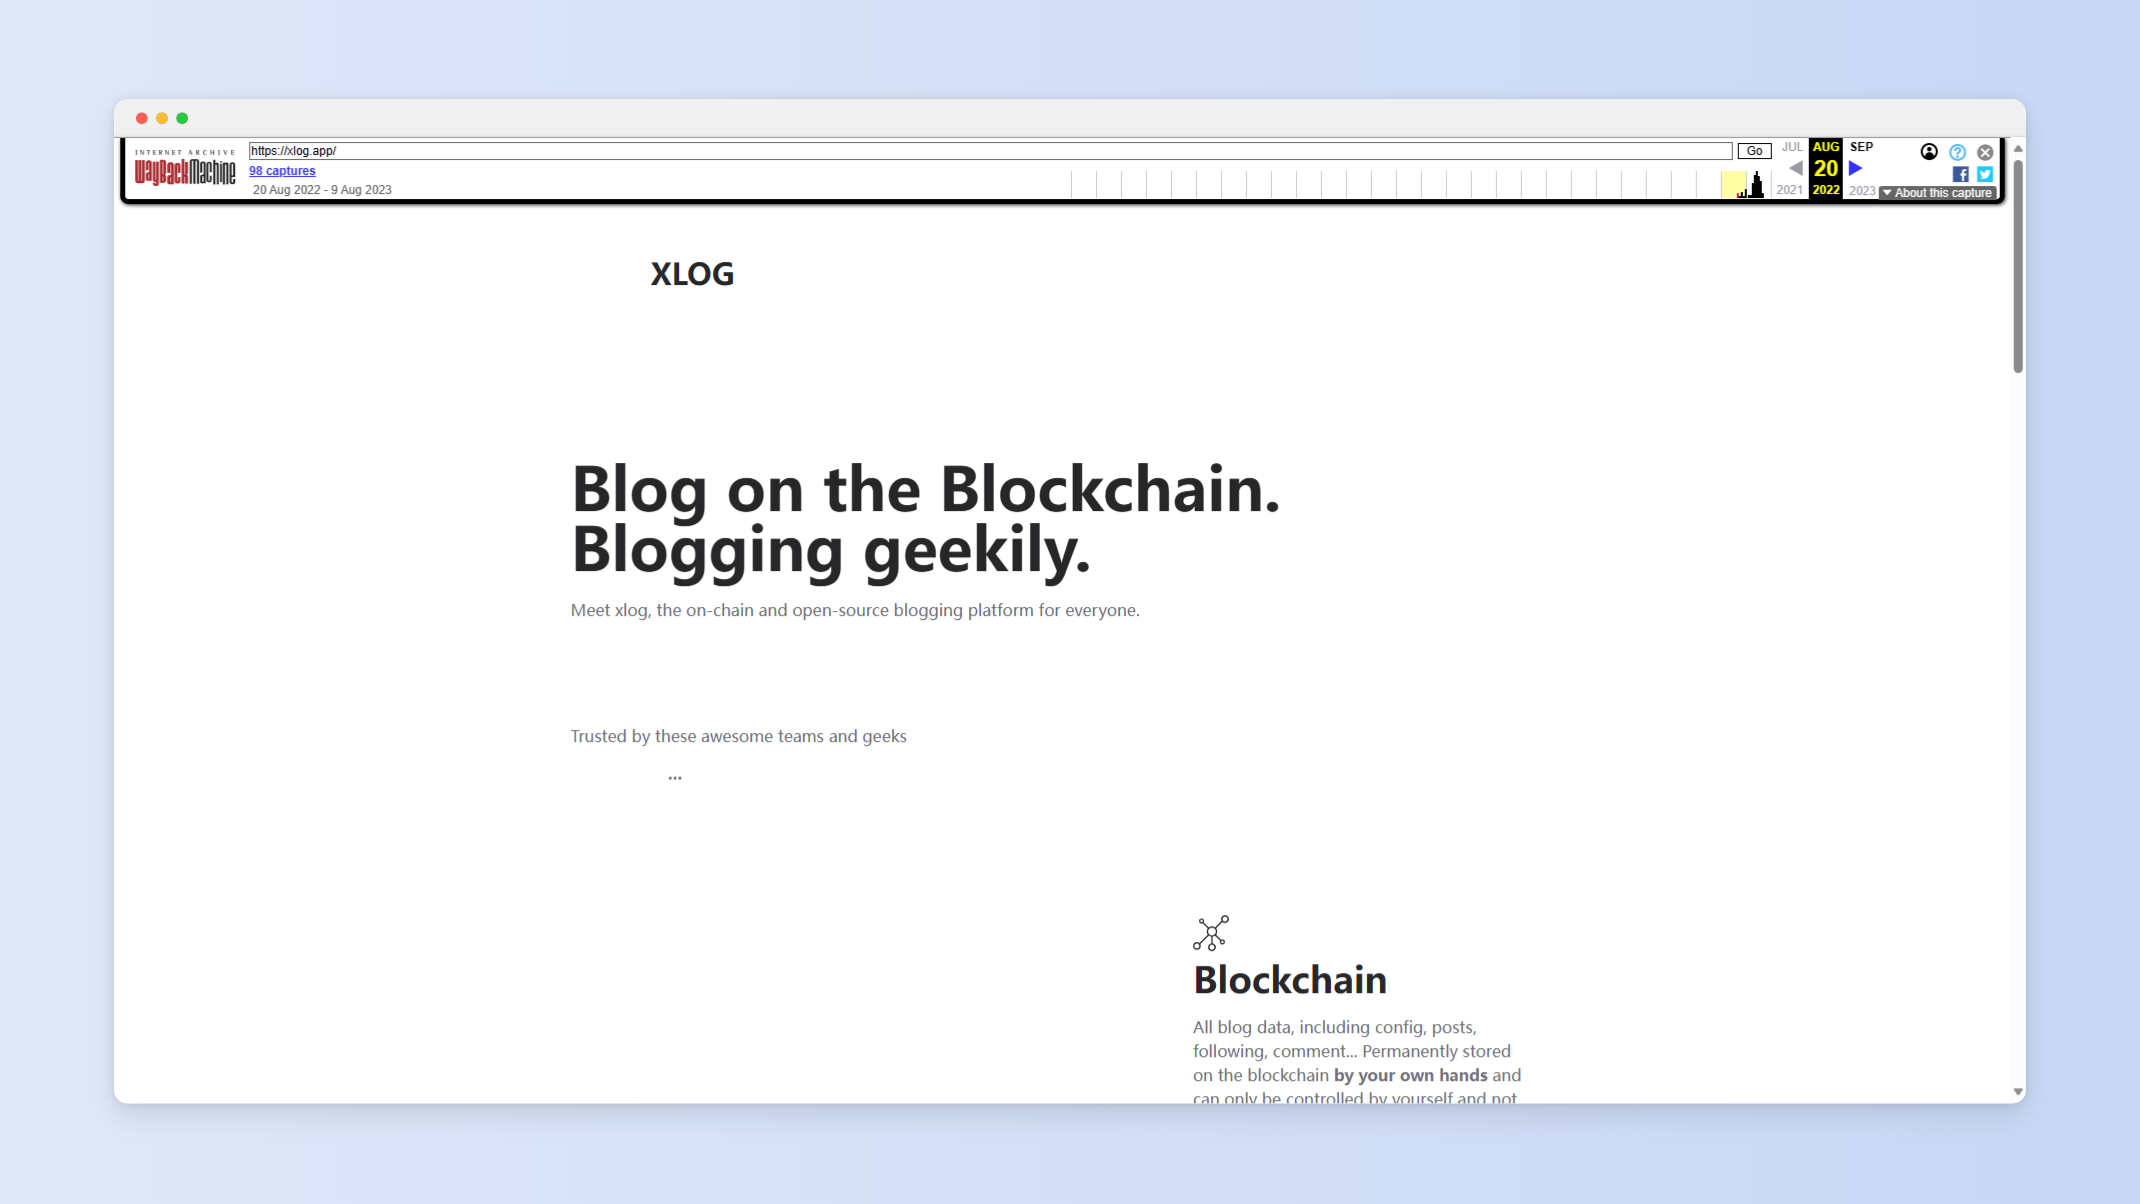 INTERNET ARCHIVE
WayBackMachine
https://xlog.app/
Go
98 captures
20 Aug 2022 - 9 Aug 2023
JUL AUG SEP
20
2021 2022 2023
About this capture
XLOG
Blog on the Blockchain.
Blogging geekily.
Meet xlog, the on-chain and open-source blogging platform for everyone.
Trusted by these awesome teams and geeks
...
Blockchain
All blog data, including config, posts,
following, comment... Permanently stored
on the blockchain by your own hands and
can only be controlled by yourself and not